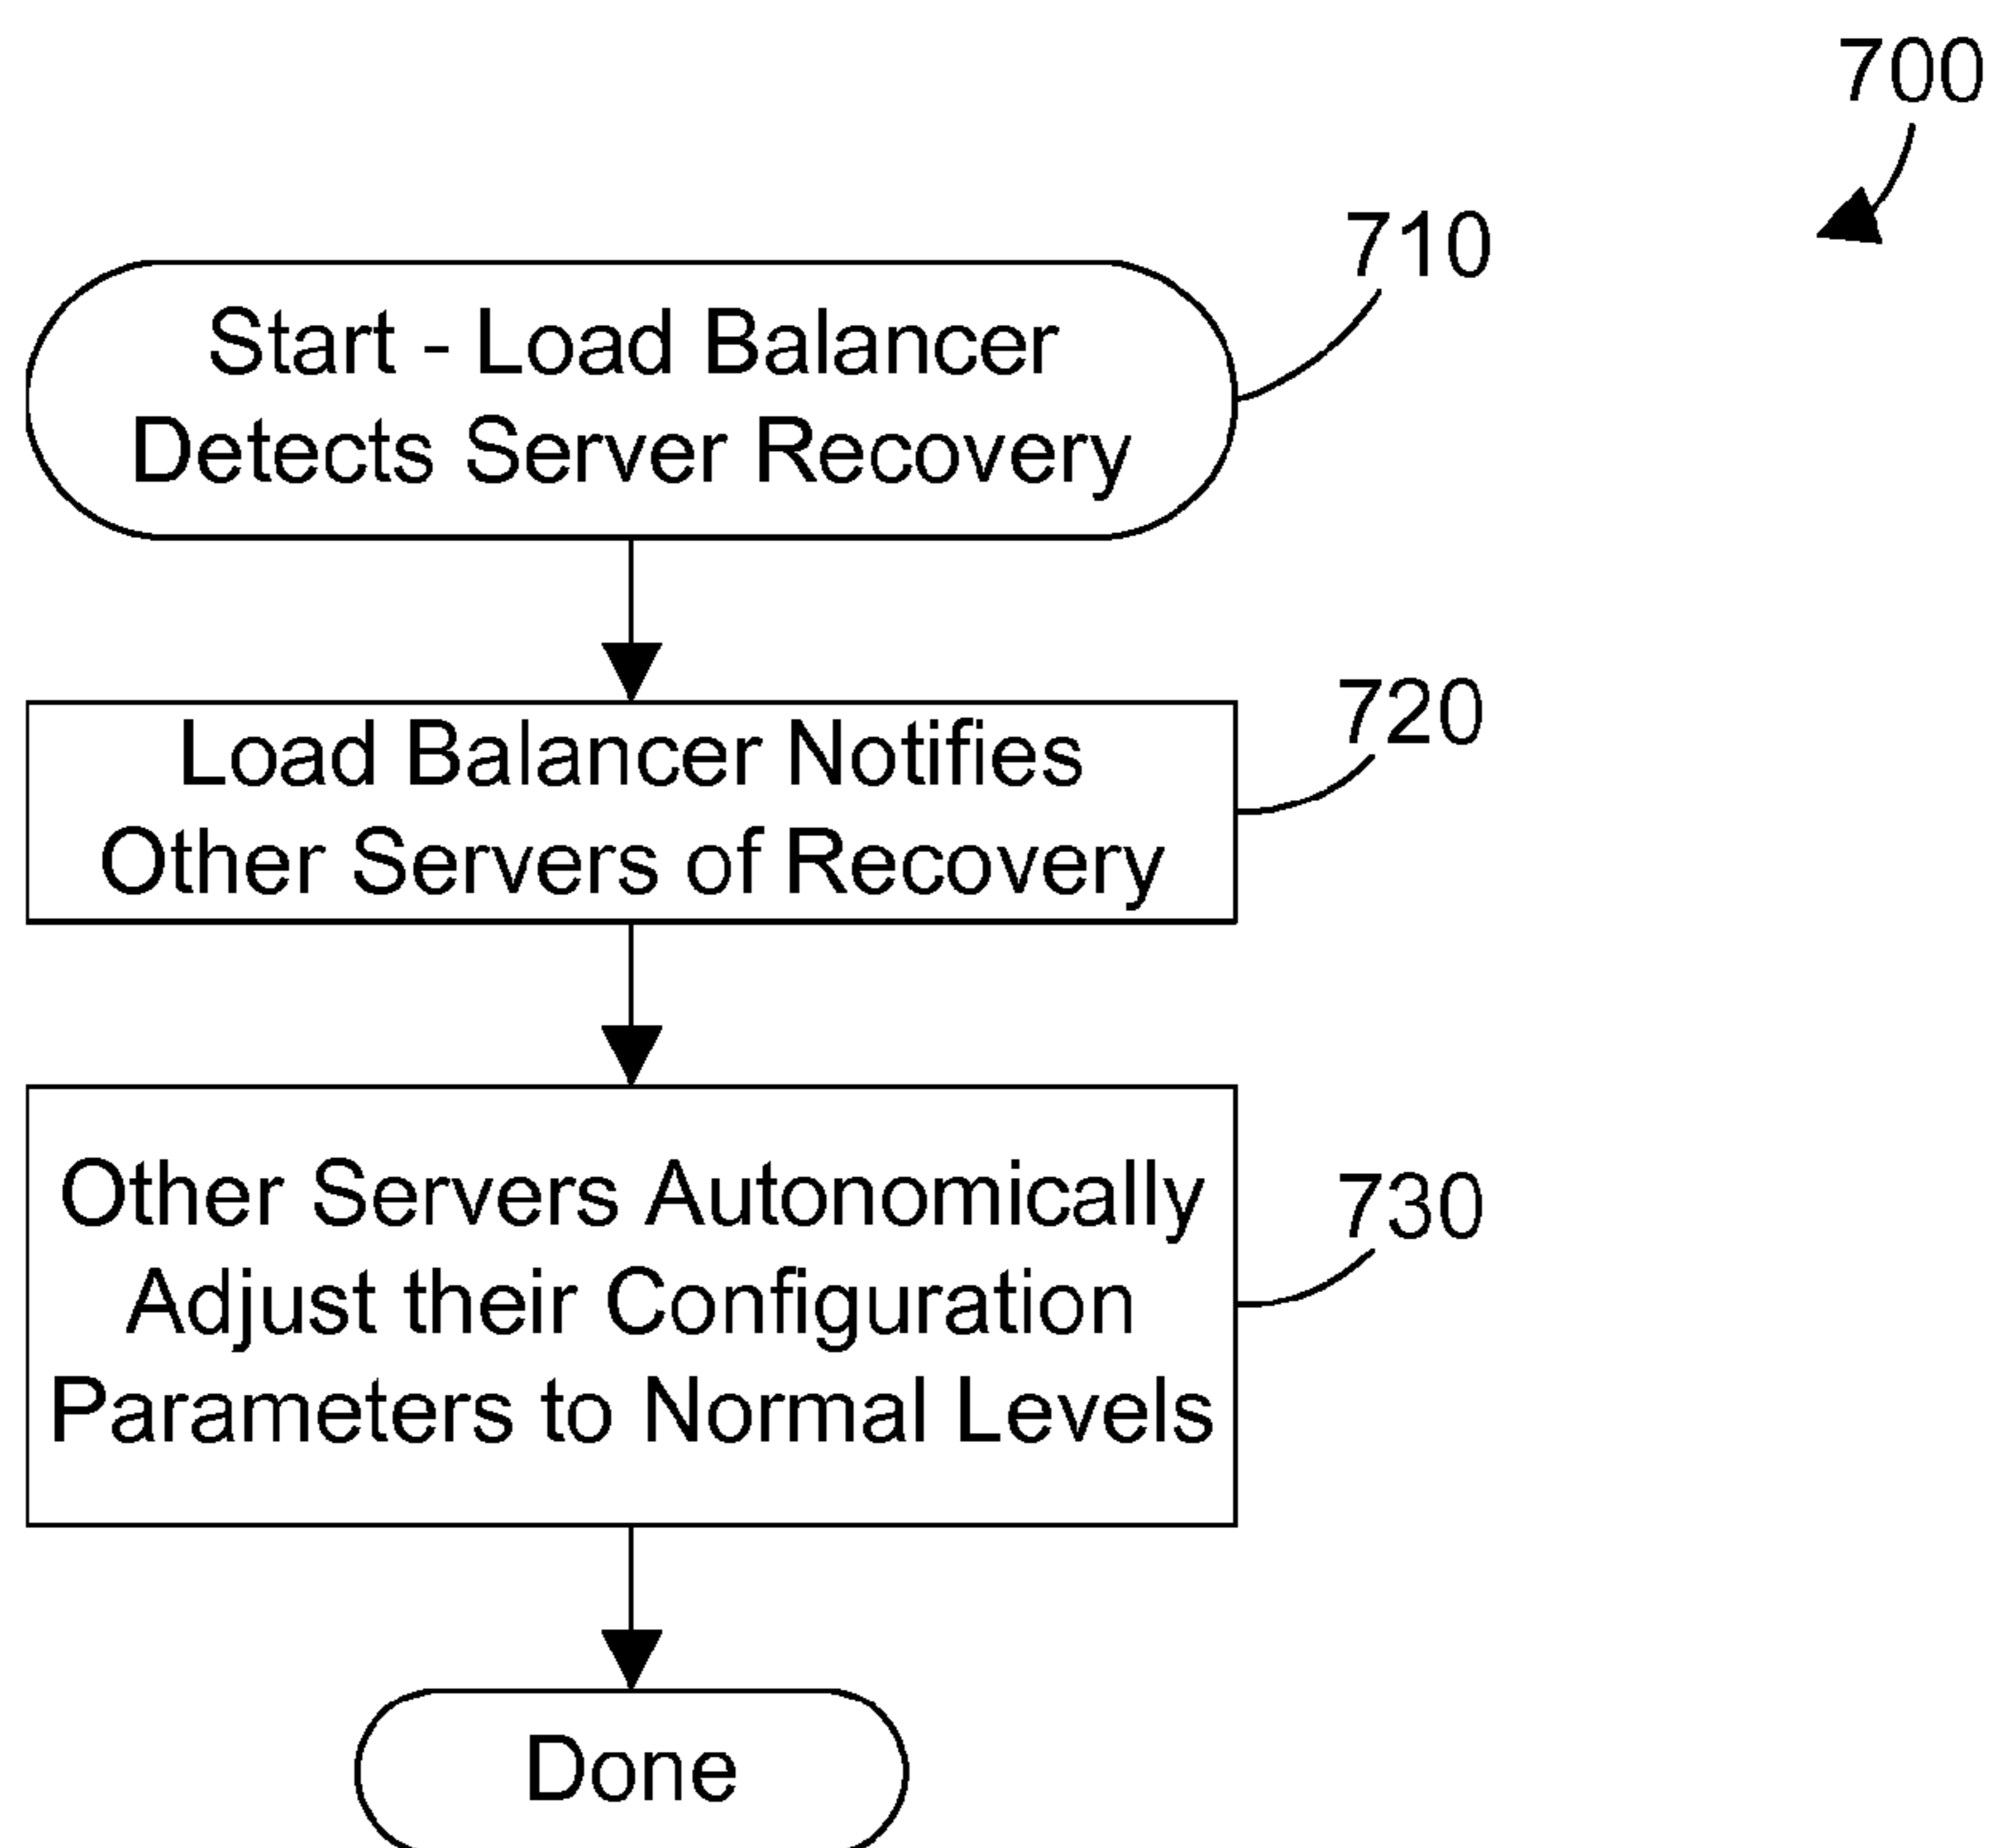 700
710
Start - Load Balancer
Detects Server Recovery
720
Load Balancer Notifies
Other Servers of Recovery
730
Other Servers Autonomically
Adjust their Configuration
Parameters to Normal Levels
Done